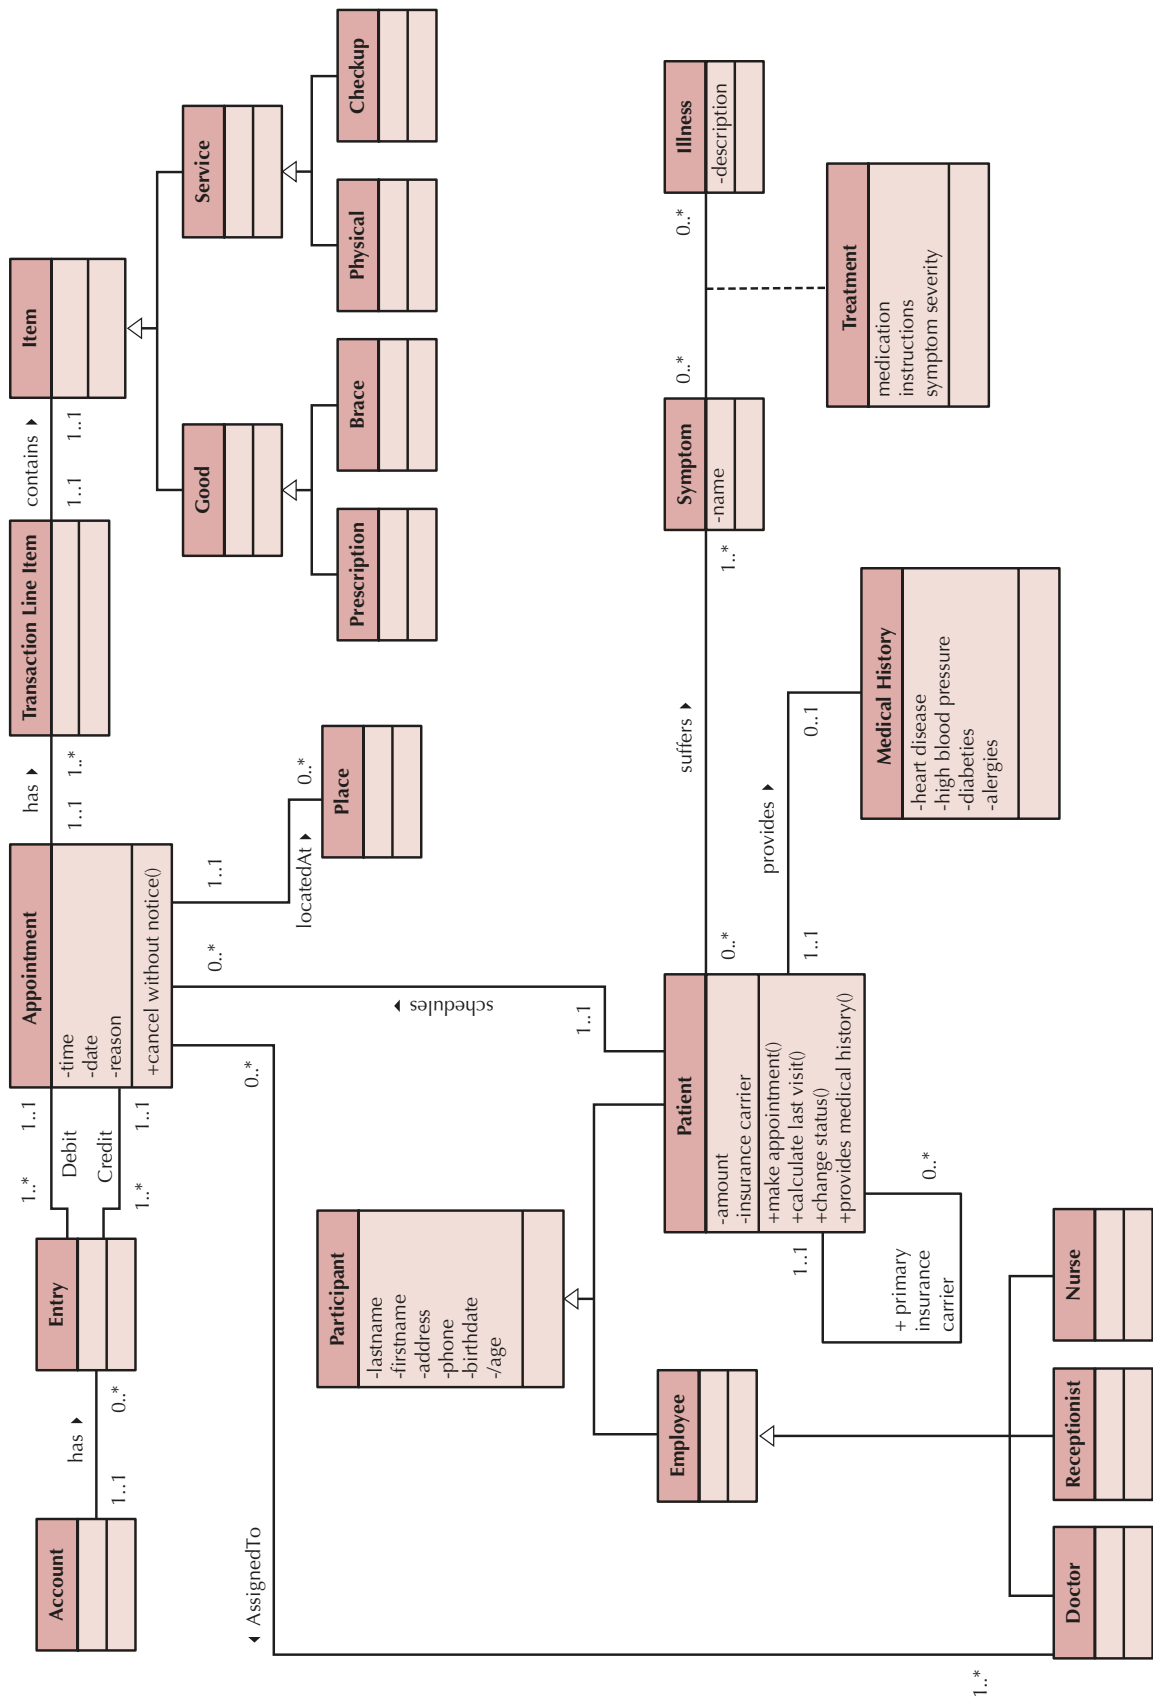 Account
1..1
has ▶
0..*
Entry
1..*
1..*
Debit
Credit
1..1
1..1
Appointment
-time
-date
-reason
+cancel without notice()
has ▶
1..1
1..*
Transaction Line Item
contains ▶
1..1
1..1
Item
Good
Service
Prescription
Brace
Physical
Checkup
1..1
locatedAt ▶
0..*
Place
◀ AssignedTo
0..*
1..*
0..*
schedules ▶
1..1
Participant
-lastname
-firstname
-address
-phone
-birthdate
-/age
Employee
Patient
-amount
-insurance carrier
+make appointment()
+calculate last visit()
+change status()
+provides medical history()
1..1
+ primary
insurance
carrier
0..*
0..*
suffers ▶
1..*
Symptom
-name
0..*
0..*
Illness
-description
Treatment
medication
instructions
symptom severity
1..1
provides ▶
0..1
Medical History
-heart disease
-high blood pressure
-diabeties
-alergies
Doctor
Receptionist
Nurse